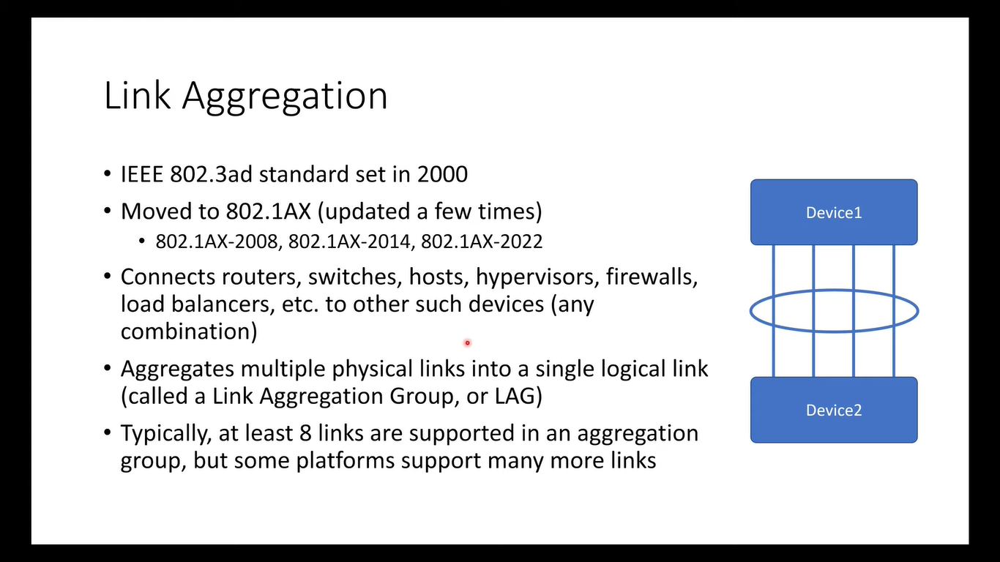 Link Aggregation
• IEEE 802.3ad standard set in 2000
• Moved to 802.1AX (updated a few times)
• 802.1AX-2008, 802.1AX-2014, 802.1AX-2022
• Connects routers, switches, hosts, hypervisors, firewalls,
load balancers, etc. to other such devices (any
combination)
• Aggregates multiple physical links into a single logical link
(called a Link Aggregation Group, or LAG)
• Typically, at least 8 links are supported in an aggregation
group, but some platforms support many more links
Device1
Device2